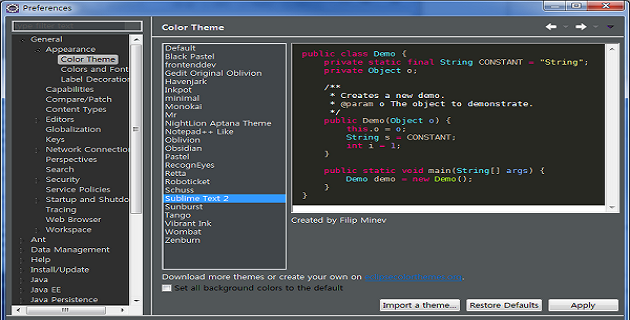 Preferences
type filter text
General
Appearance
Color Theme
Colors and Font
Label Decoration
Capabilities
Compare/Patch
Content Types
Editors
Globalization
Keys
Network Connection
Perspectives
Search
Security
Service Policies
Startup and Shutdo
Tracing
Web Browser
Workspace
Ant
Data Management
Help
Install/Update
Java
Java EE
Java Persistence
Color Theme
Default
Black Pastel
frontenddev
Gedit Original Oblivion
Havenjark
Inkpot
minimal
Monokai
Mr
NightLion Aptana Theme
Notepad++ Like
Oblivion
Obsidian
Pastel
RecognEyes
Retta
Roboticket
Schuss
Sublime Text 2
Sunburst
Tango
Vibrant Ink
Wombat
Zenburn
public class Demo {
private static final String CONSTANT = "String";
private Object o;
/**
* Creates a new demo.
* @param o The object to demonstrate.
*/
public Demo(Object o) {
this.o = o;
String s = CONSTANT;
int i = 1;
}
public static void main(String[] args) {
Demo demo = new Demo();
}
}
Created by Filip Minev
Download more themes or create your own on
Set all background colors to the default
Import a theme...
Restore Defaults
Apply